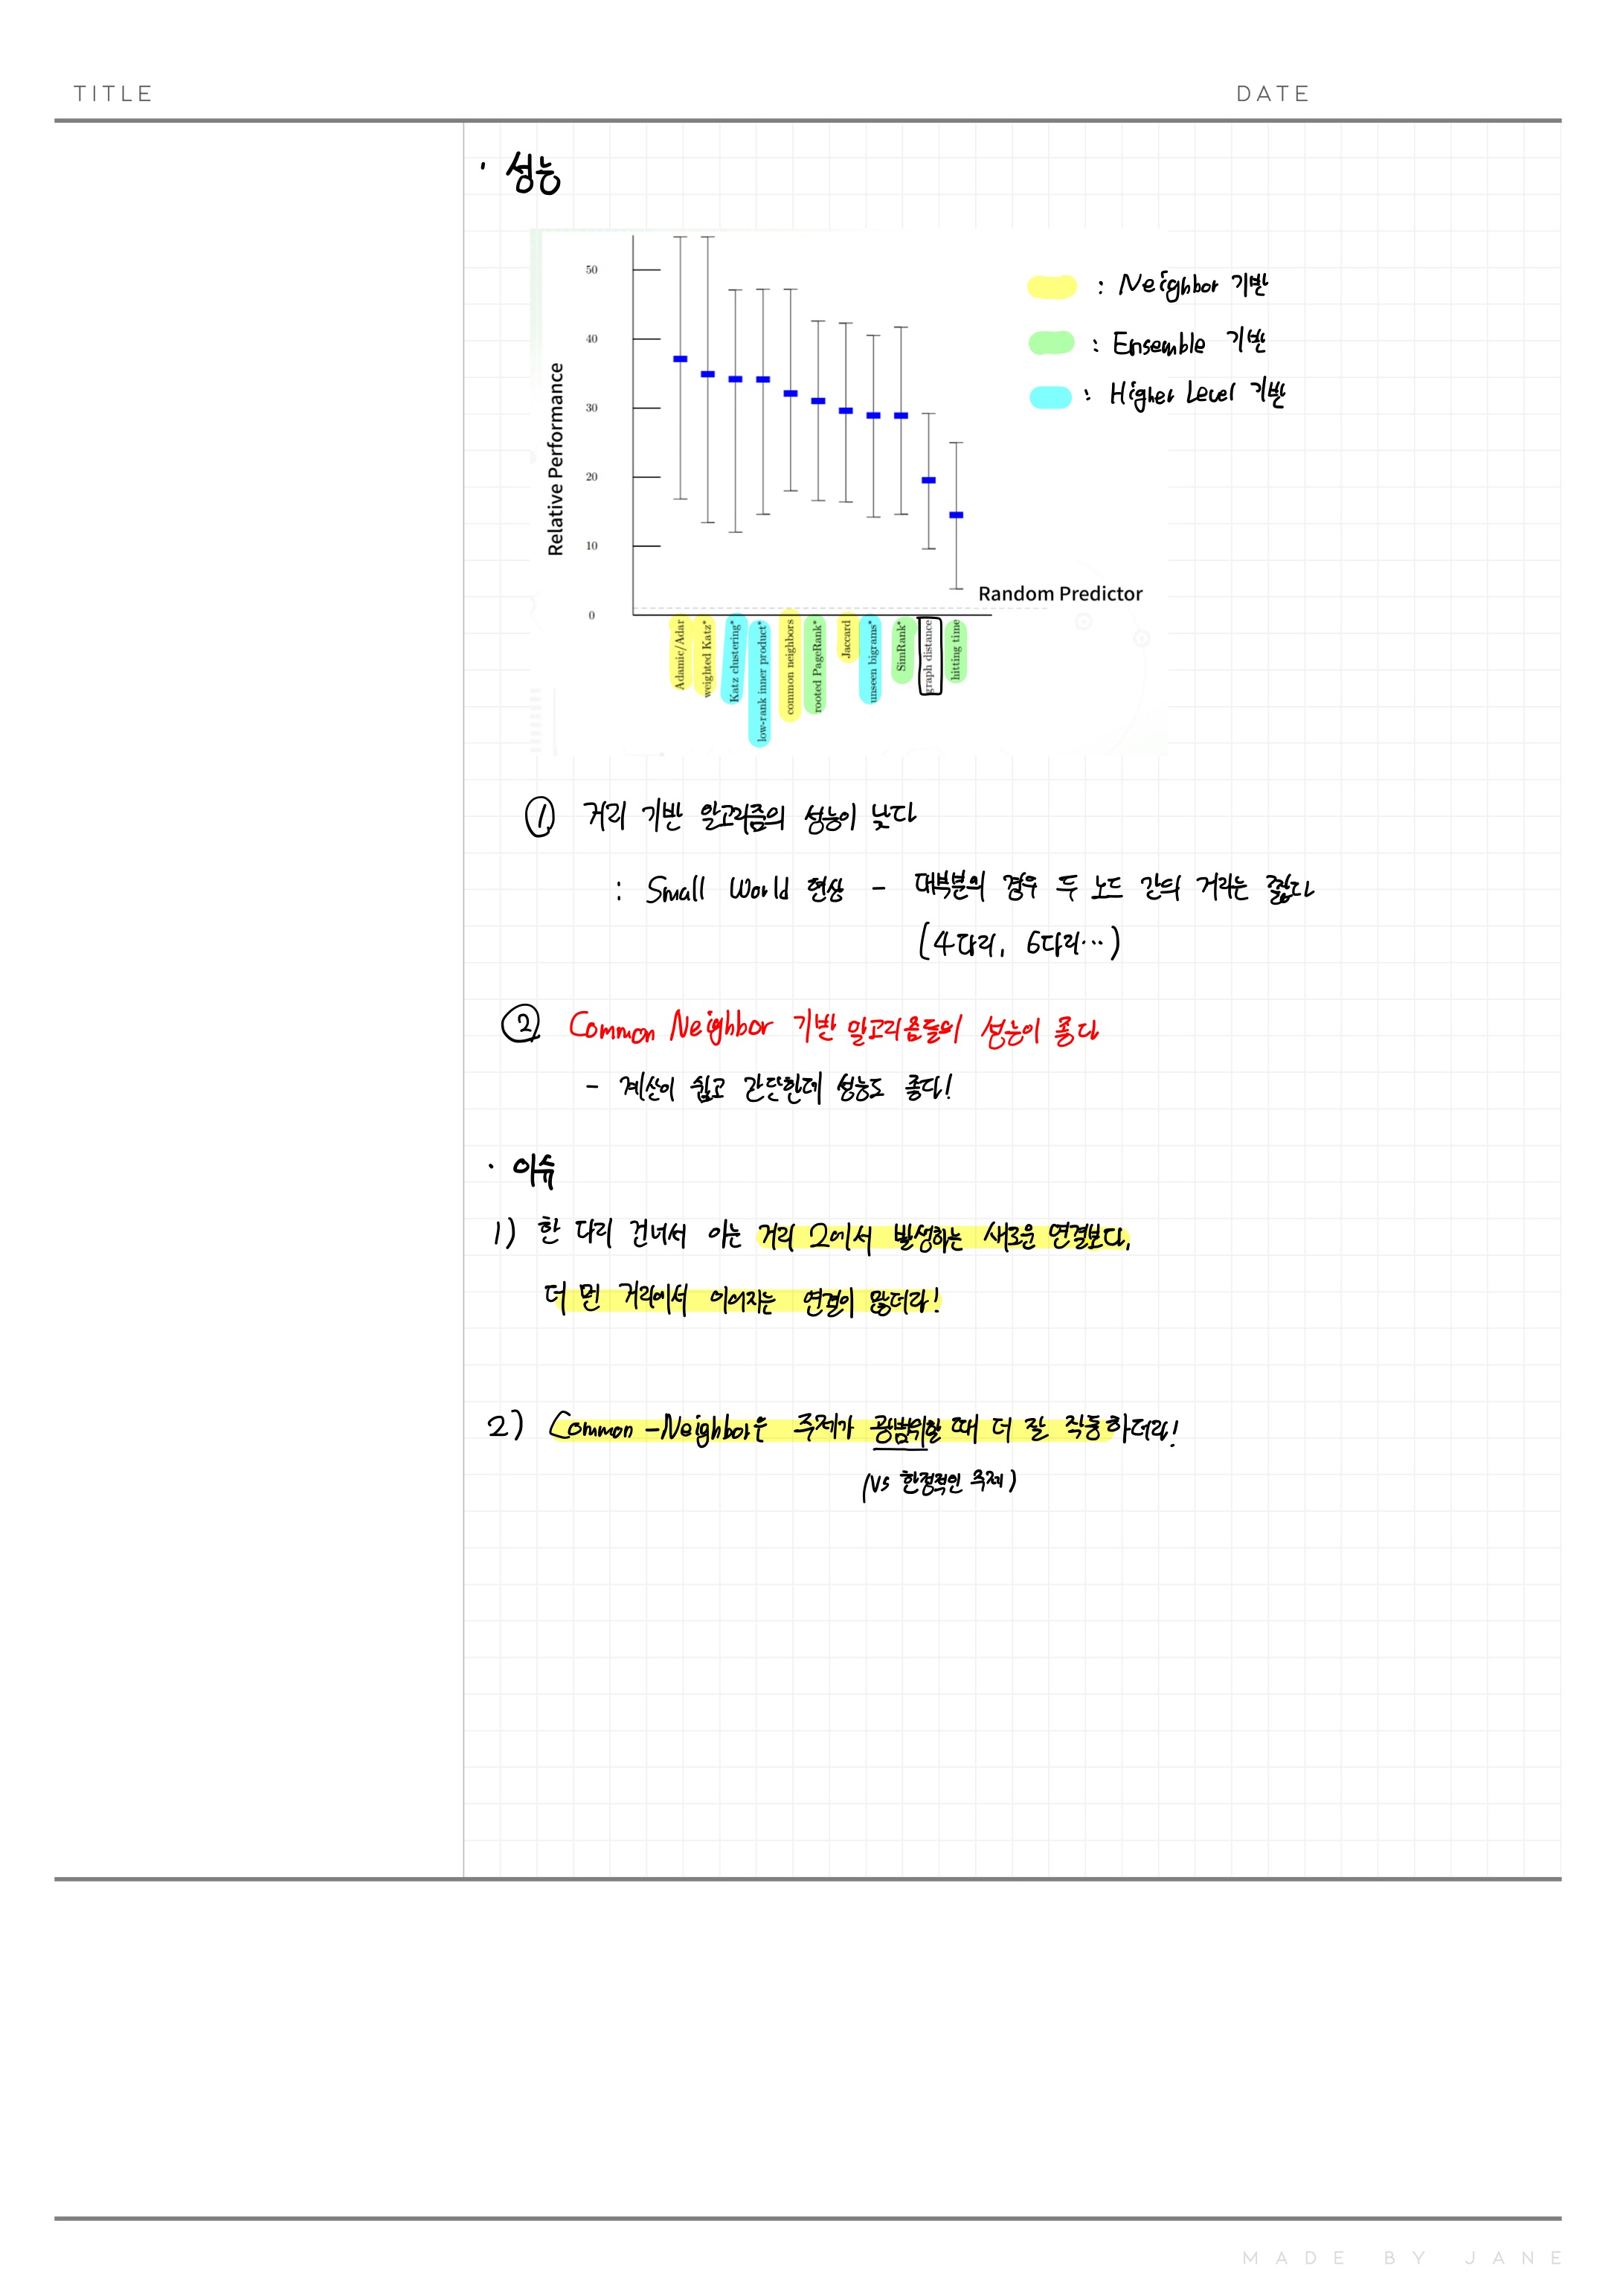 TITLE
DATE
· 성능
50
40
30
20
10
0
Relative Performance
Random Predictor
Adamic/Adar
weighted Katz*
Katz clustering*
low-rank inner product*
common neighbors
rooted PageRank*
Jaccard
unseen bigrams*
SimRank*
graph distance
hitting time
: Neighbor 기반
: Ensemble 기반
: Higher Level 기반
① 거리 기반 알고리즘의 성능이 낮다
: Small World 현상 - 대부분의 경우 두 노드 간의 거리는 짧다
(4다리, 6다리...)
② Common Neighbor 기반 알고리즘들의 성능이 좋다
- 계산이 쉽고 간단한데 성능도 좋다!
· 이슈
1) 한 다리 건너서 아는 거리 2에서 발생하는 새로운 연결보다,
더 먼 거리에서 이어지는 연결이 많더라!
2) Common-Neighbor은 주제가 광범위할 때 더 잘 작동하더라!
(vs 한정적인 주제)
MADE BY JANE